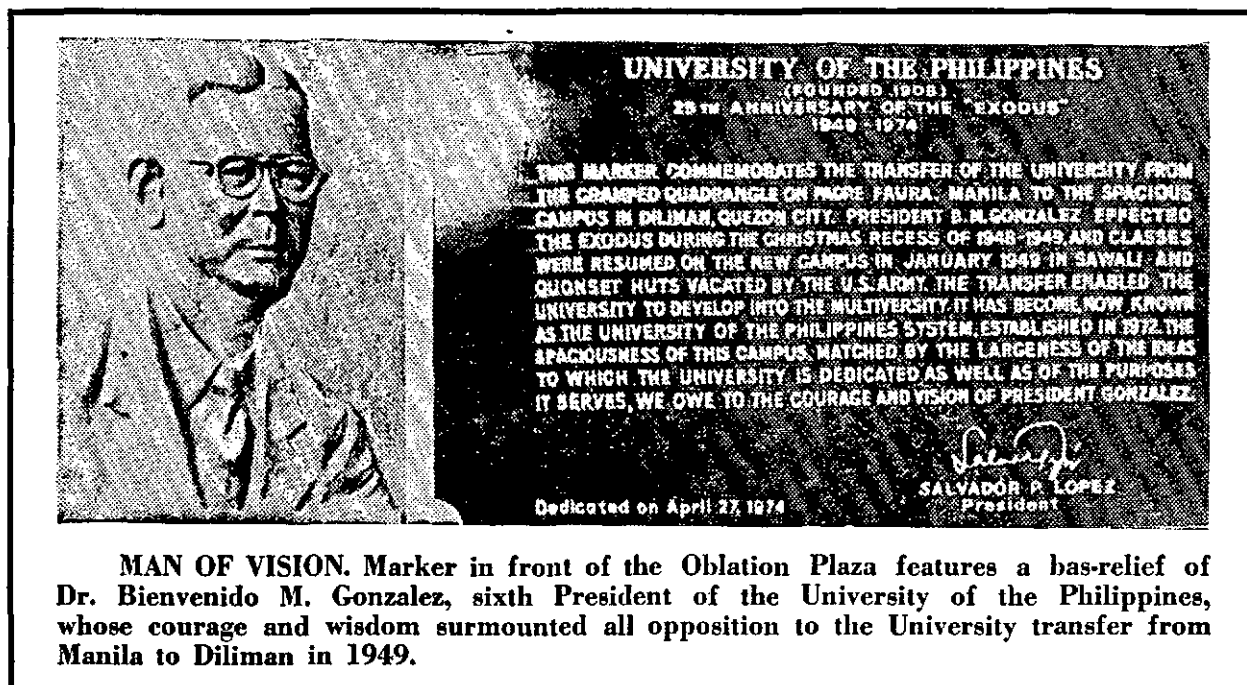 UNIVERSITY OF THE PHILIPPINES
(FOUNDED 1908)
25TH ANNIVERSARY OF THE "EXODUS"
1949 - 1974
THIS MARKER COMMEMORATES THE TRANSFER OF THE UNIVERSITY FROM
THE CRAMPED QUADRANGLE ON PADRE FAURA, MANILA TO THE SPACIOUS
CAMPUS IN DILIMAN, QUEZON CITY. PRESIDENT B. M. GONZALEZ EFFECTED
THE EXODUS DURING THE CHRISTMAS RECESS OF 1948-1949, AND CLASSES
WERE RESUMED ON THE NEW CAMPUS IN JANUARY 1949 IN SAWALI AND
QUONSET HUTS VACATED BY THE U.S. ARMY. THE TRANSFER ENABLED THE
UNIVERSITY TO DEVELOP INTO THE MULTIVERSITY IT HAS BECOME NOW KNOWN
AS THE UNIVERSITY OF THE PHILIPPINES SYSTEM, ESTABLISHED IN 1972. THE
SPACIOUSNESS OF THIS CAMPUS, MATCHED BY THE LARGENESS OF THE IDEAS
TO WHICH THE UNIVERSITY IS DEDICATED AS WELL AS OF THE PURPOSES
IT SERVES, WE OWE TO THE COURAGE AND VISION OF PRESIDENT GONZALEZ.
SALVADOR P. LOPEZ
President
Dedicated on April 27, 1974
MAN OF VISION. Marker in front of the Oblation Plaza features a bas-relief of
Dr. Bienvenido M. Gonzalez, sixth President of the University of the Philippines,
whose courage and wisdom surmounted all opposition to the University transfer from
Manila to Diliman in 1949.